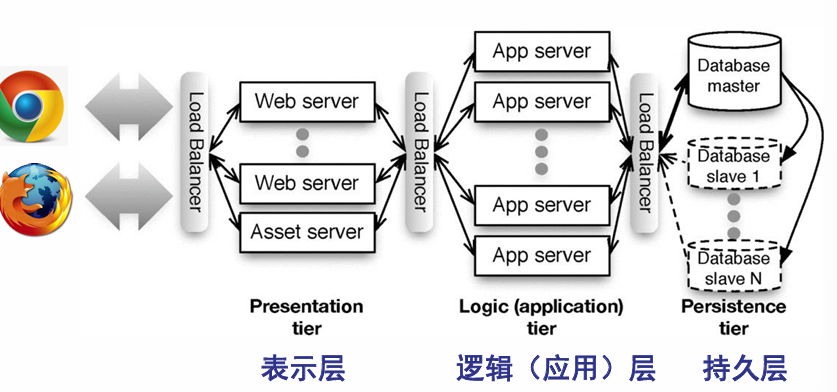 Load Balancer
Web server
Web server
Asset server
Load Balancer
App server
App server
App server
App server
Load Balancer
Database
master
Database
slave 1
Database
slave N
Presentation
tier
Logic (application)
tier
Persistence
tier
表示层
逻辑（应用）层
持久层